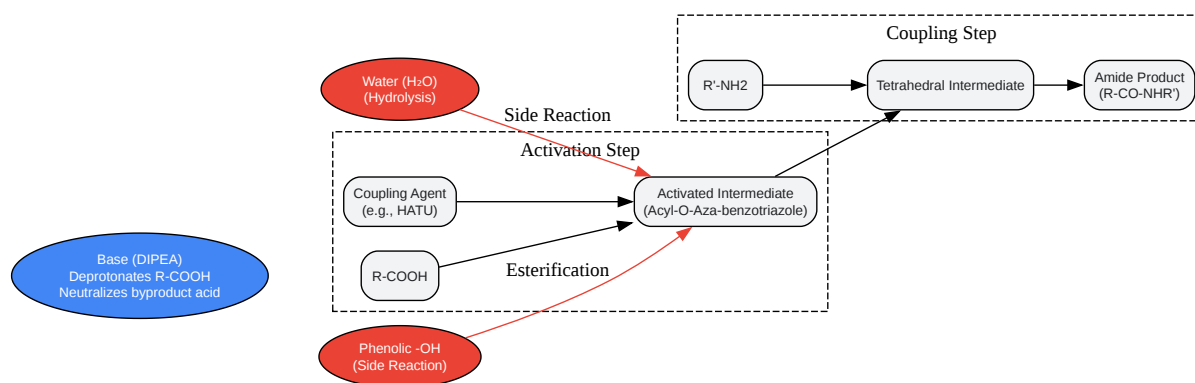 Coupling Step
R'-NH2
Tetrahedral Intermediate
Amide Product
(R-CO-NHR')
Water (H₂O)
(Hydrolysis)
Side Reaction
Activation Step
Coupling Agent
(e.g., HATU)
Activated Intermediate
(Acyl-O-Aza-benzotriazole)
R-COOH
Esterification
Base (DIPEA)
Deprotonates R-COOH
Neutralizes byproduct acid
Phenolic -OH
(Side Reaction)